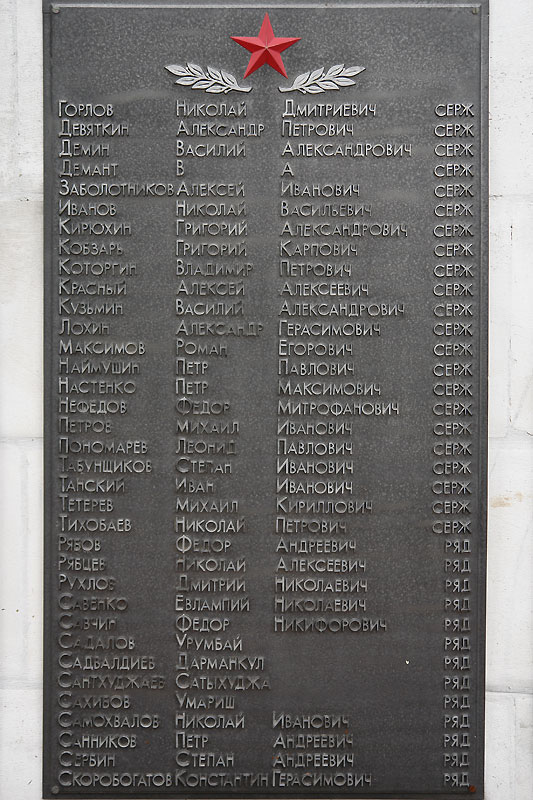 Горлов Николай Дмитриевич серж
Девяткин Александр Петрович серж
Демин Василий Александрович серж
Демант В А серж
Заболотников Алексей Иванович серж
Иванов Николай Васильевич серж
Кирюхин Григорий Александрович серж
Кобзарь Григорий Карпович серж
Которгин Владимир Петрович серж
Красный Алексей Алексеевич серж
Кузьмин Василий Александрович серж
Лохин Александр Герасимович серж
Максимов Роман Егорович серж
Наймушин Петр Павлович серж
Настенко Петр Максимович серж
Нефёдов Федор Митрофанович серж
Петров Михаил Иванович серж
Пономарев Леонид Павлович серж
Табунщиков Степан Иванович серж
Танский Иван Иванович серж
Тетерев Михаил Кириллович серж
Тихобаев Николай Петрович серж
Рябов Федор Андреевич ряд
Рябцев Николай Алексеевич ряд
Рухлов Дмитрий Николаевич ряд
Савенко Евлампий Николаевич ряд
Савчин Федор Никифорович ряд
Садалов Урумбай ряд
Садвалдиев Дарманкул ряд
Сантхуджаев Сатыхуджа ряд
Сахибов Умариш ряд
Самохвалов Николай Иванович ряд
Санников Петр Андреевич ряд
Сербин Степан Андреевич ряд
Скоробогатов Константин Герасимович ряд